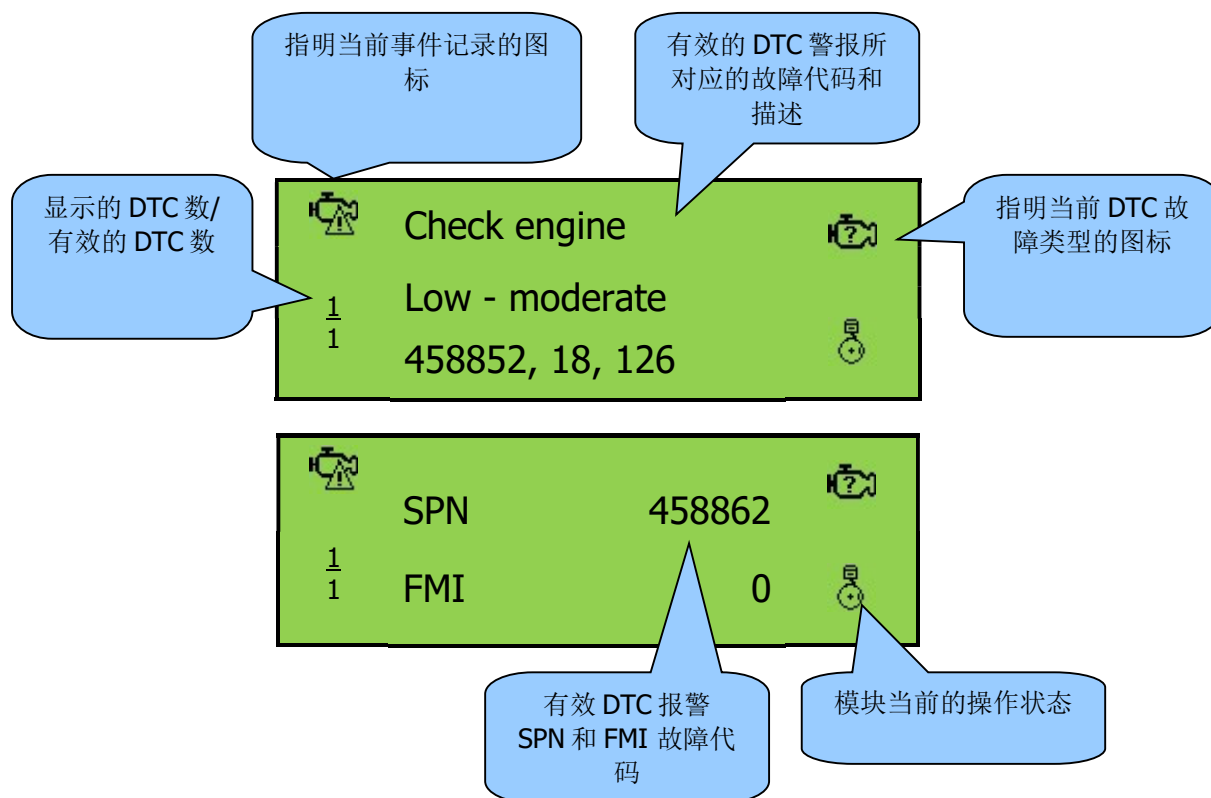 指明当前事件记录的图
标
有效的 DTC 警报所
对应的故障代码和
描述
显示的 DTC 数/
有效的 DTC 数
指明当前 DTC 故
障类型的图标
Check engine
?
Low - moderate
1
1
458852, 18, 126
SPN 458862
?
1
1
FMI 0
有效 DTC 报警
SPN 和 FMI 故障代
码
模块当前的操作状态